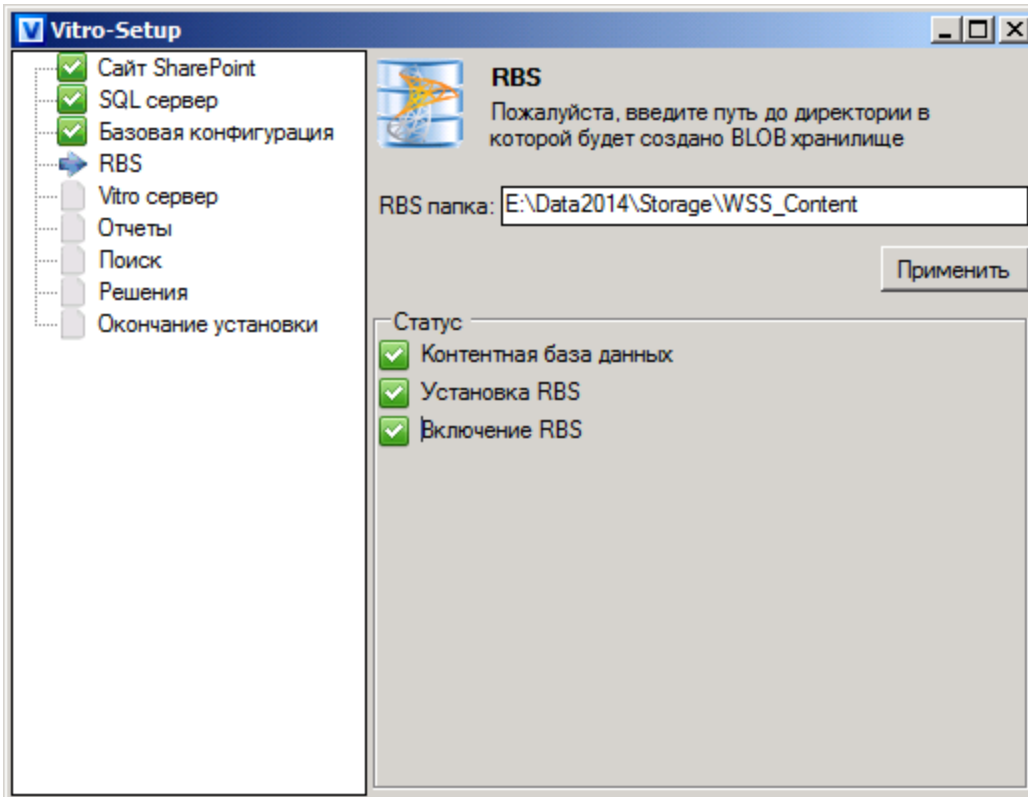 Vitro-Setup
Сайт SharePoint
SQL сервер
Базовая конфигурация
RBS
Vitro сервер
Отчеты
Поиск
Решения
Окончание установки
RBS
Пожалуйста, введите путь до директории в
которой будет создано BLOB хранилище
RBS папка: E:\Data2014\Storage\WSS_Content
Применить
Статус
Контентная база данных
Установка RBS
Включение RBS